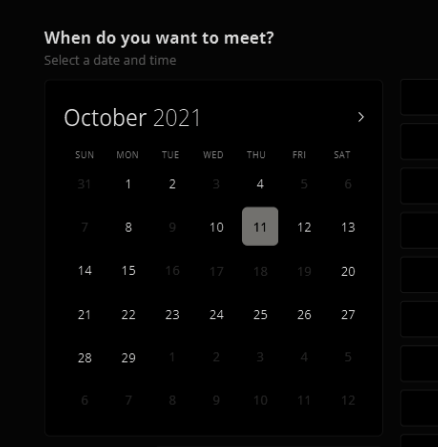 When do you want to meet?
Select a date and time
October 2021
SUN MON TUE WED THU FRI SAT
31 1 2 3 4 5 6
7 8 9 10 11 12 13
14 15 16 17 18 19 20
21 22 23 24 25 26 27
28 29 1 2 3 4 5
6 7 8 9 10 11 12